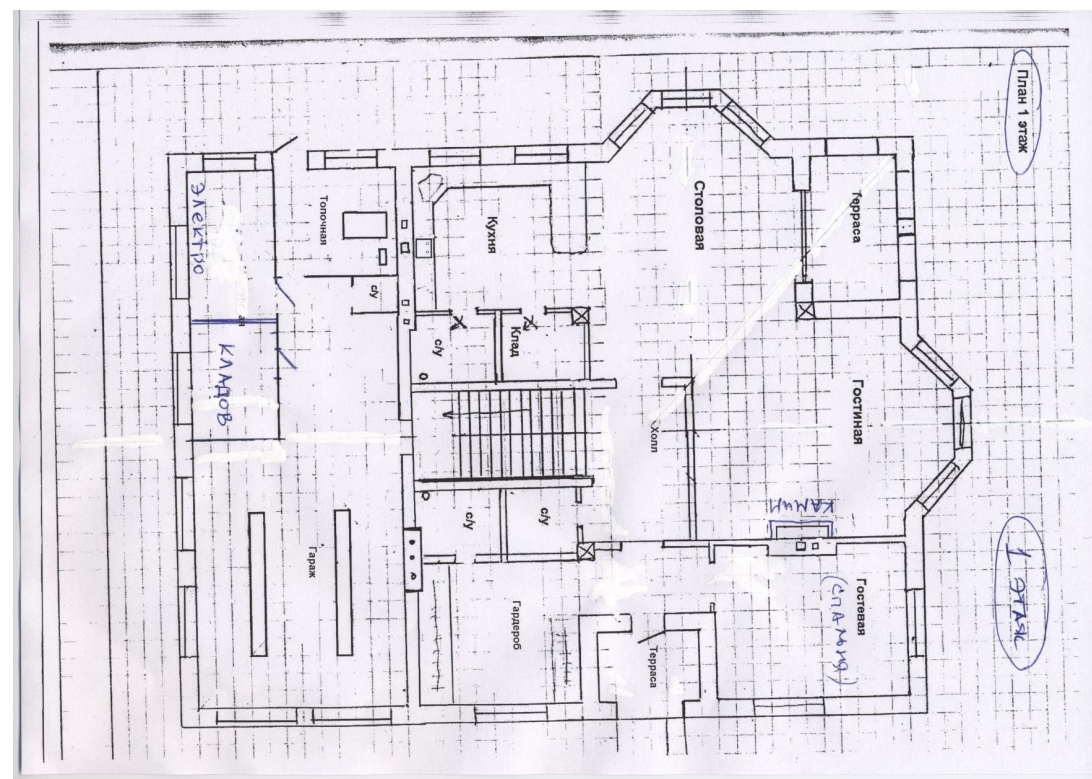 План 1 этаж
1 этаж
Терраса
Столовая
Гостиная
Кухня
Топочная
ЭЛЕКТРО
с/у
КЛАДОВ
с/у
Клад
Холл
КАМИН
с/у
с/у
Гараж
Гардероб
Терраса
Гостевая
(СПАЛЬНЯ)